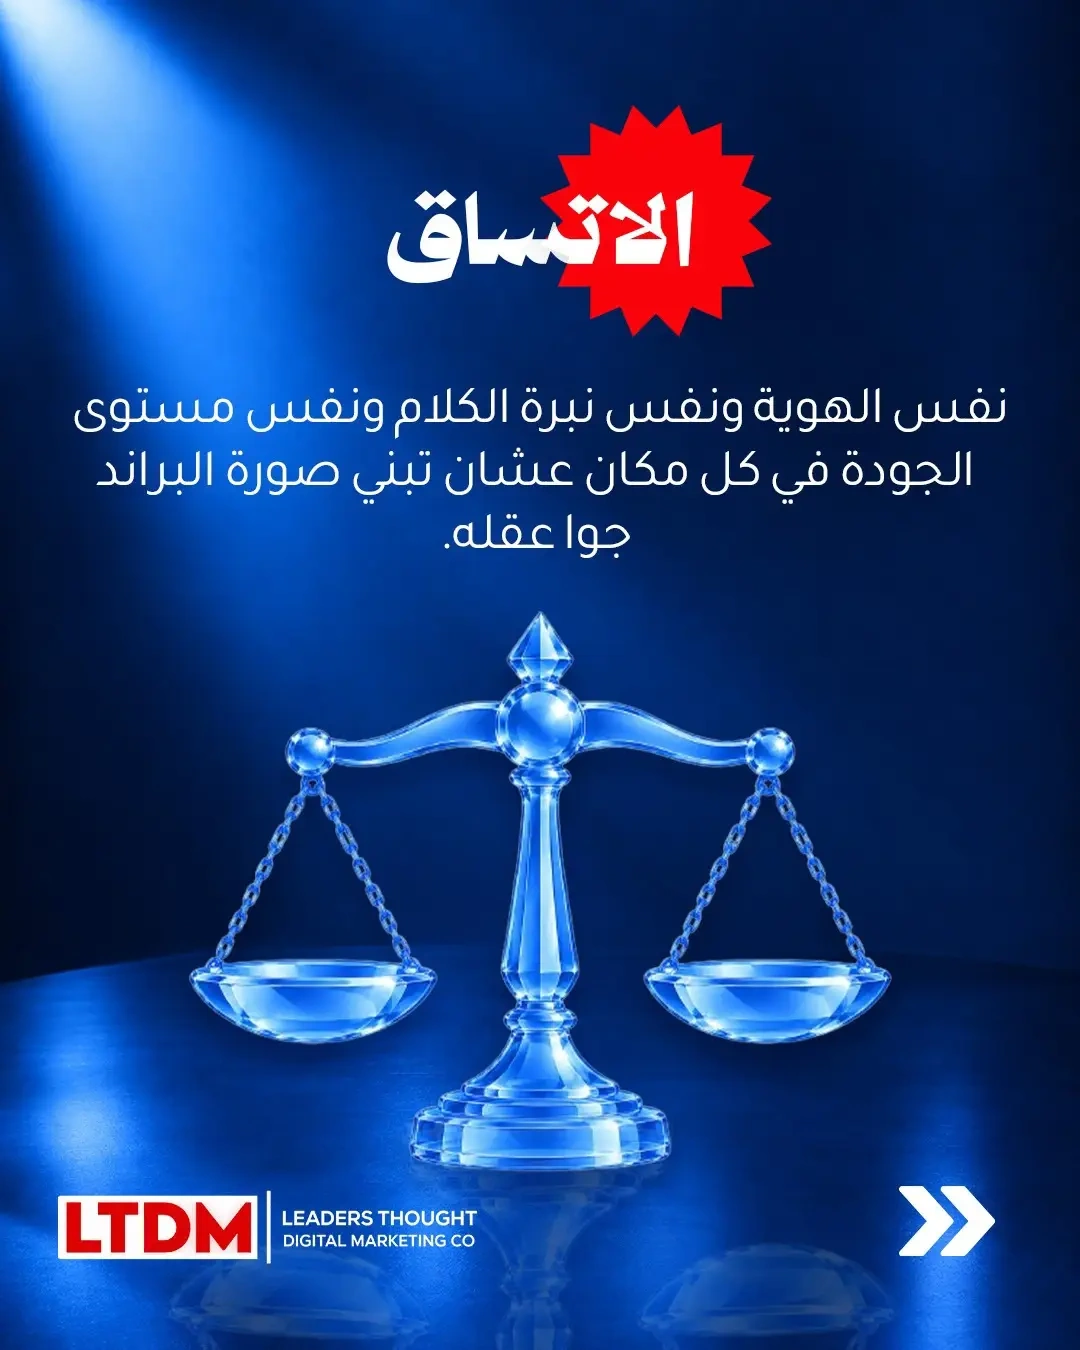 الاتساق
نفس الهوية ونفس نبرة الكلام ونفس مستوى
الجودة في كل مكان عشان تبني صورة البراند
جوا عقله.
LTDM
LEADERS THOUGHT
DIGITAL MARKETING CO